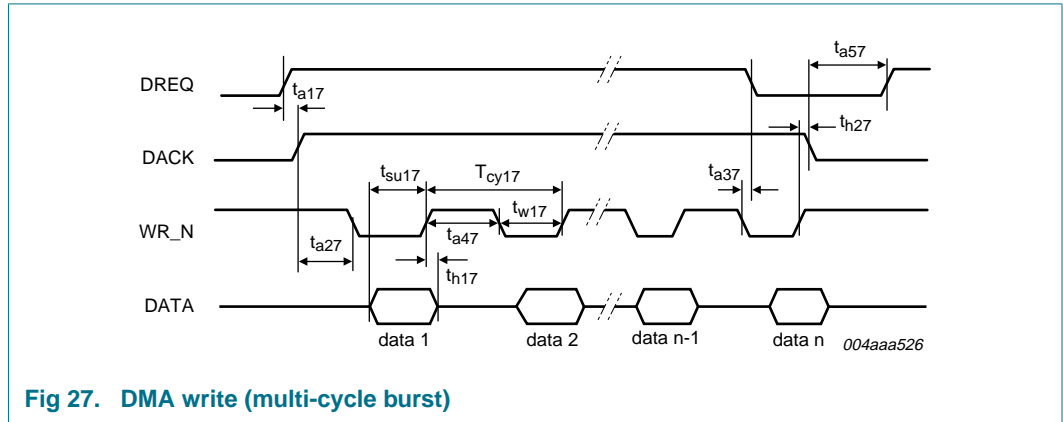 DREQ
t_a17
t_a57
t_h27
DACK
t_su17
T_cy17
t_a37
WR_N
t_w17
t_a27
t_a47
t_h17
DATA
data 1
data 2
data n-1
data n
004aaa526
Fig 27. DMA write (multi-cycle burst)